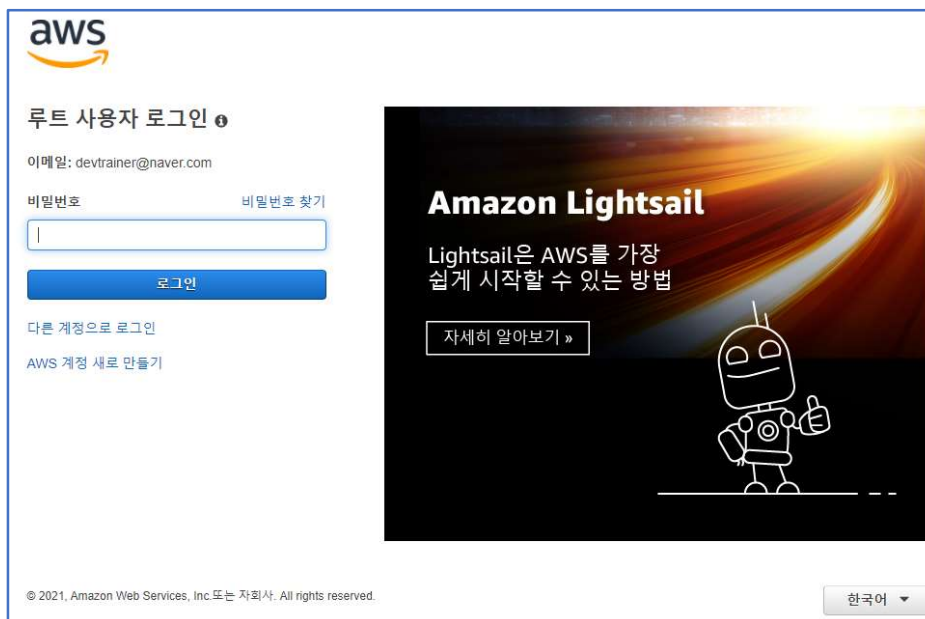 aws
루트 사용자 로그인
이메일: devtrainer@naver.com
비밀번호 비밀번호 찾기
로그인
다른 계정으로 로그인
AWS 계정 새로 만들기
Amazon Lightsail
Lightsail은 AWS를 가장
쉽게 시작할 수 있는 방법
자세히 알아보기 »
© 2021, Amazon Web Services, Inc.또는 자회사. All rights reserved.
한국어